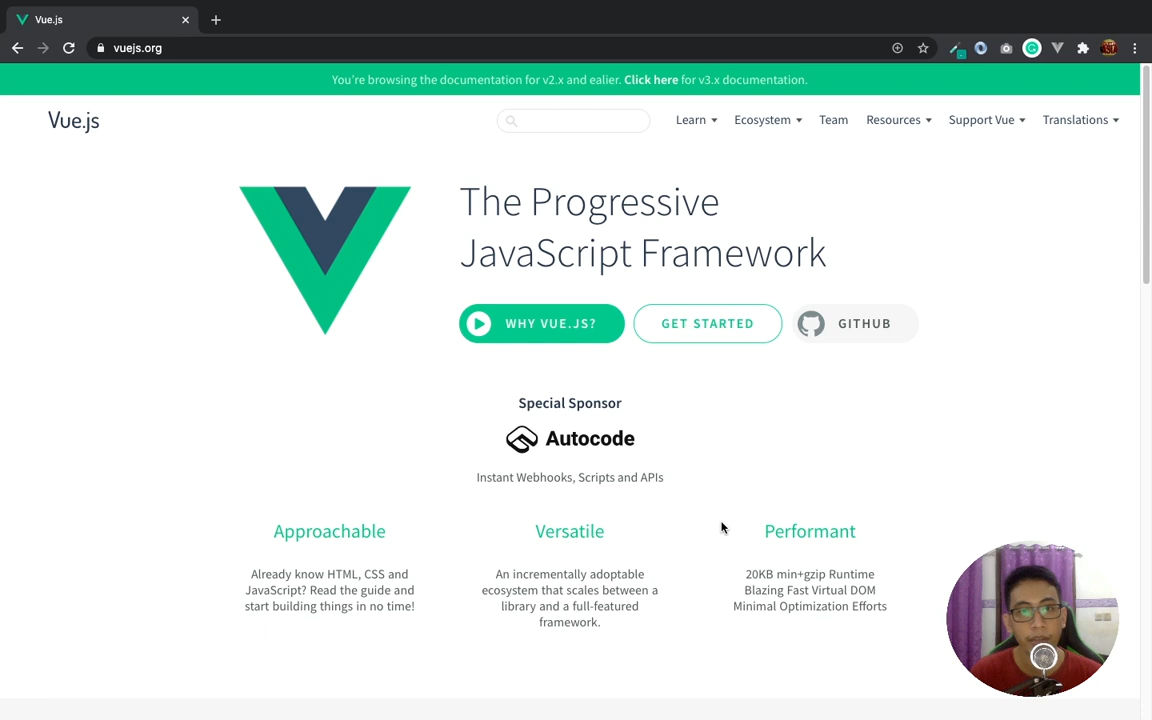 Vue.js
vuejs.org
You're browsing the documentation for v2.x and ealier. Click here for v3.x documentation.
Vue.js
Learn
Ecosystem
Team
Resources
Support Vue
Translations
The Progressive
JavaScript Framework
WHY VUE.JS?
GET STARTED
GITHUB
Special Sponsor
Autocode
Instant Webhooks, Scripts and APIs
Approachable
Already know HTML, CSS and
JavaScript? Read the guide and
start building things in no time!
Versatile
An incrementally adoptable
ecosystem that scales between a
library and a full-featured
framework.
Performant
20KB min+gzip Runtime
Blazing Fast Virtual DOM
Minimal Optimization Efforts